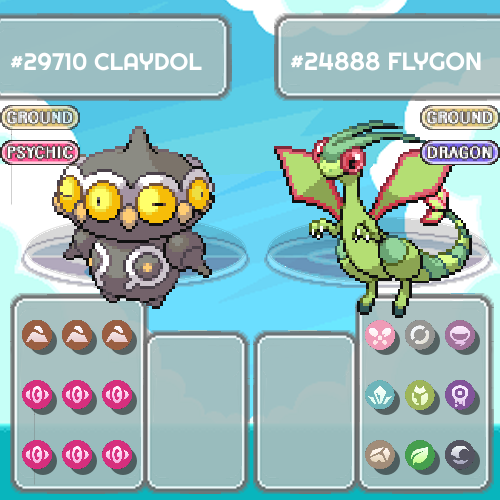 #29710 CLAYDOL
#24888 FLYGON
GROUND
PSYCHIC
GROUND
DRAGON